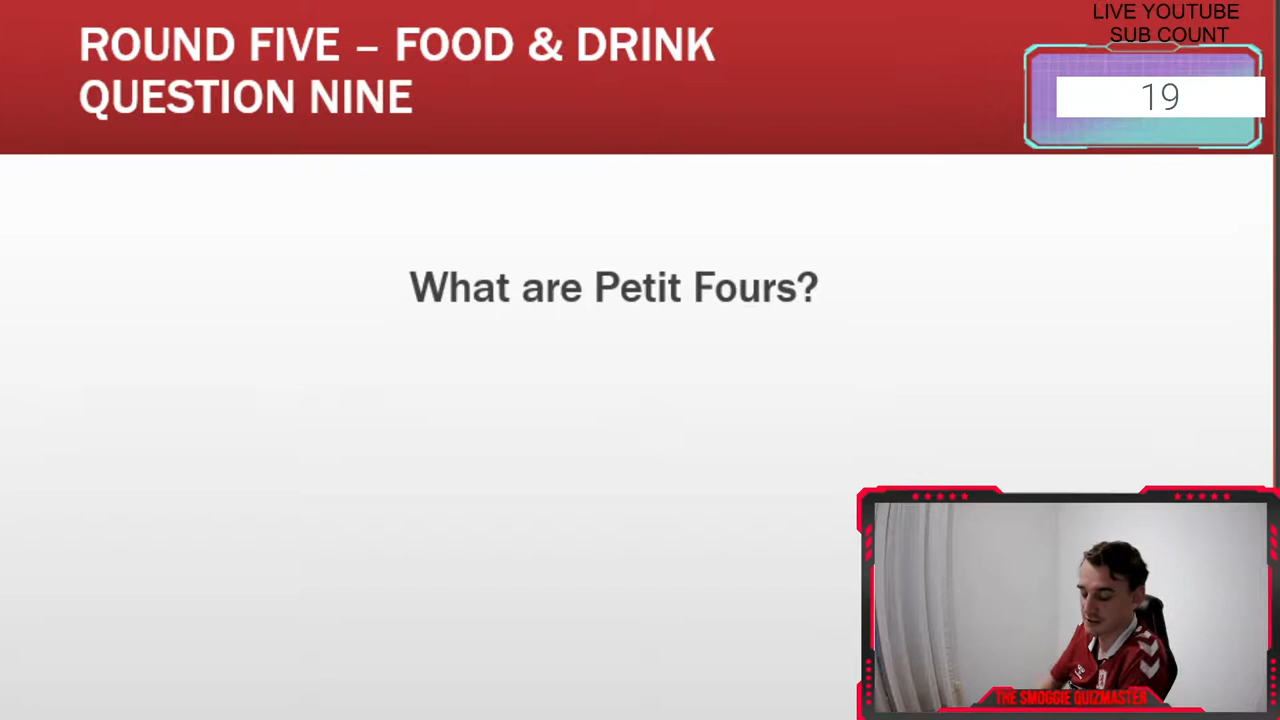 ROUND FIVE – FOOD & DRINK
QUESTION NINE
LIVE YOUTUBE
SUB COUNT
19
What are Petit Fours?
THE SMOGGIE QUIZMASTER